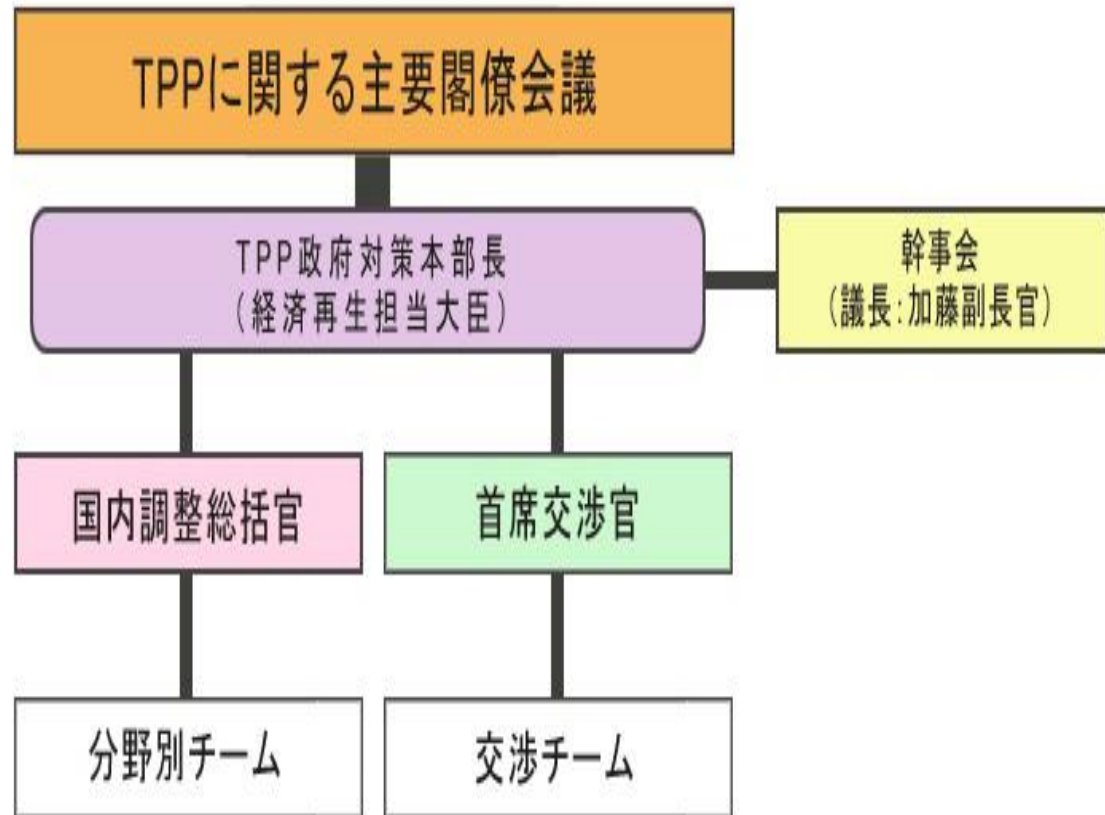 TPPに関する主要閣僚会議
TPP政府対策本部長
（経済再生担当大臣）
幹事会
（議長：加藤副長官）
国内調整総括官
首席交渉官
分野別チーム
交渉チーム